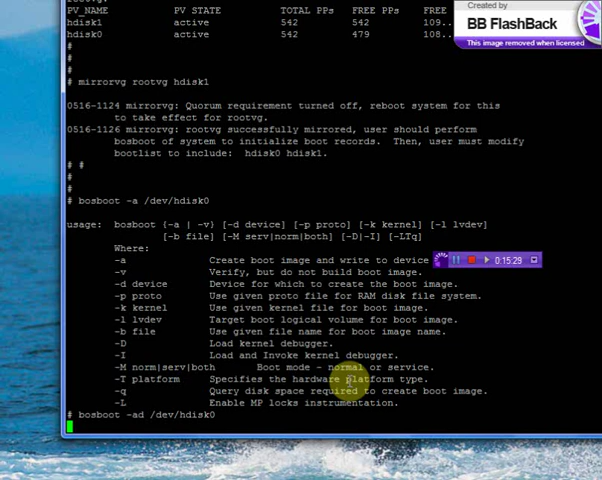 Created by
BB FlashBack
This image removed when licensed
PV_NAME PV STATE TOTAL PPs FREE PPs FREE
hdisk1 active 542 542 109..
hdisk0 active 542 479 108..
#
#
#
# mirrorvg rootvg hdisk1
0516-1124 mirrorvg: Quorum requirement turned off, reboot system for this
to take effect for rootvg.
0516-1126 mirrorvg: rootvg successfully mirrored, user should perform
bosboot of system to initialize boot records. Then, user must modify
bootlist to include: hdisk0 hdisk1.
# #
#
#
# bosboot -a /dev/hdisk0
usage: bosboot {-a | -v} [-d device] [-p proto] [-k kernel] [-l lvdev]
[-b file] [-M serv|norm|both] [-D|-I] [-LTq]
Where:
-a Create boot image and write to device
0:15:29
-v Verify, but do not build boot image.
-d device Device for which to create the boot image.
-p proto Use given proto file for RAM disk file system.
-k kernel Use given kernel file for boot image.
-l lvdev Target boot logical volume for boot image.
-b file Use given file name for boot image name.
-D Load kernel debugger.
-I Load and Invoke kernel debugger.
-M norm|serv|both Boot mode - normal or service.
-T platform Specifies the hardware platform type.
-q Query disk space required to create boot image.
-L Enable MP locks instrumentation.
# bosboot -ad /dev/hdisk0